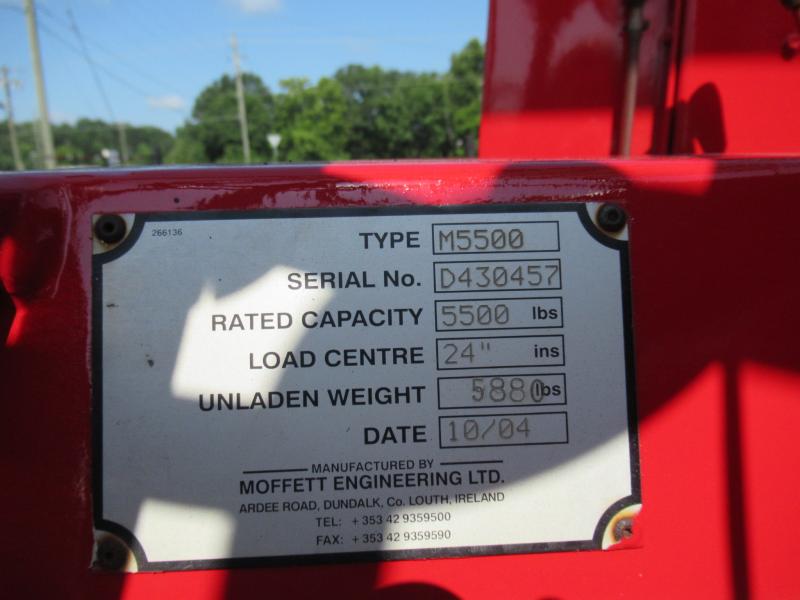 266136
TYPE M5500
SERIAL No. D430457
RATED CAPACITY 5500 lbs
LOAD CENTRE 24" ins
UNLADEN WEIGHT 5880 lbs
DATE 10/04
MANUFACTURED BY
MOFFETT ENGINEERING LTD.
ARDEE ROAD, DUNDALK, Co. LOUTH, IRELAND
TEL: + 353 42 9359500
FAX: + 353 42 9359590